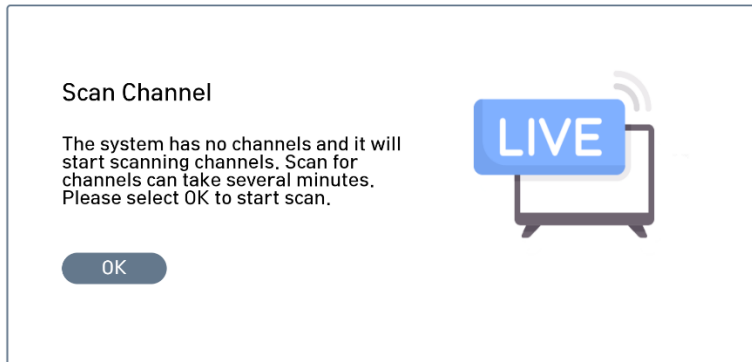 Scan Channel
The system has no channels and it will
start scanning channels. Scan for
channels can take several minutes.
Please select OK to start scan.
OK
LIVE